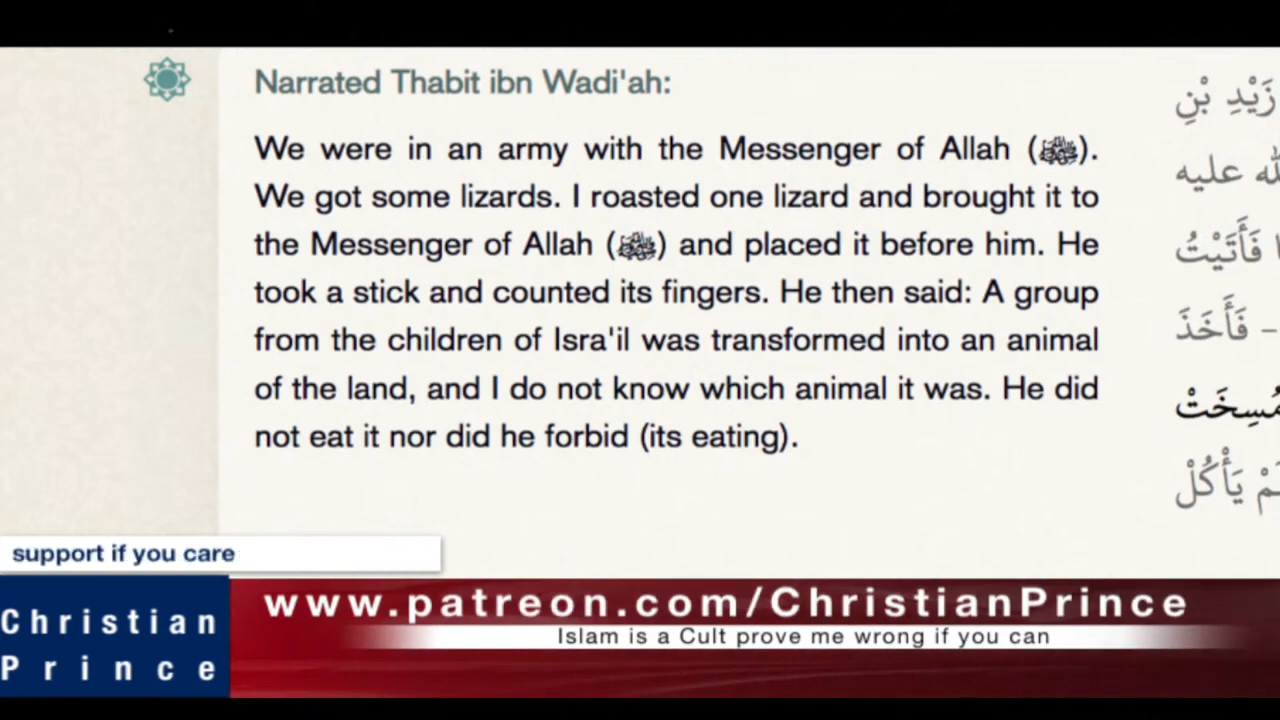 Narrated Thabit ibn Wadi'ah:
We were in an army with the Messenger of Allah (ﷺ).
We got some lizards. I roasted one lizard and brought it to
the Messenger of Allah (ﷺ) and placed it before him. He
took a stick and counted its fingers. He then said: A group
from the children of Isra'il was transformed into an animal
of the land, and I do not know which animal it was. He did
not eat it nor did he forbid (its eating).
زَيْدِ بْنِ
الله عليه
فَأَتَيْتُ
- فَأَخَذَ
مُسِخَتْ
يَأْكُلْ
support if you care
Christian
Prince
www.patreon.com/ChristianPrince
Islam is a Cult prove me wrong if you can